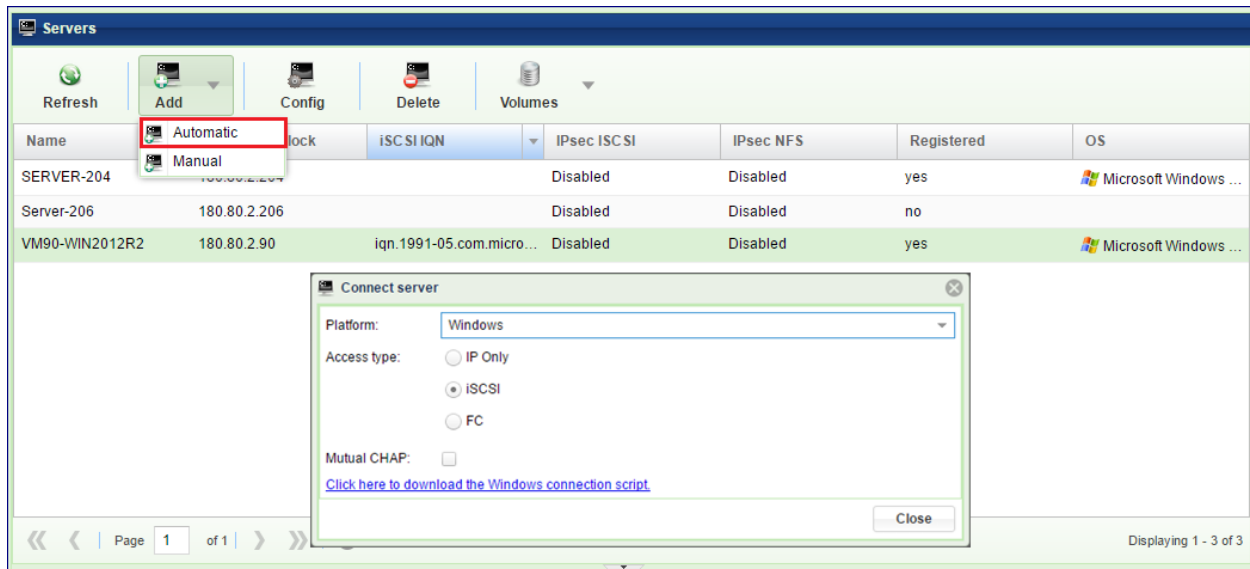 Servers
Refresh Add Config Delete Volumes
Automatic
Manual
Name lock iSCSI IQN IPsec ISCSI IPsec NFS Registered OS
SERVER-204 Disabled Disabled yes Microsoft Windows ...
Server-206 180.80.2.206 Disabled Disabled no
VM90-WIN2012R2 180.80.2.90 iqn.1991-05.com.micro... Disabled Disabled yes Microsoft Windows ...
Connect server
Platform: Windows
Access type: IP Only
iSCSI
FC
Mutual CHAP:
Click here to download the Windows connection script.
Close
Page 1 of 1 Displaying 1 - 3 of 3